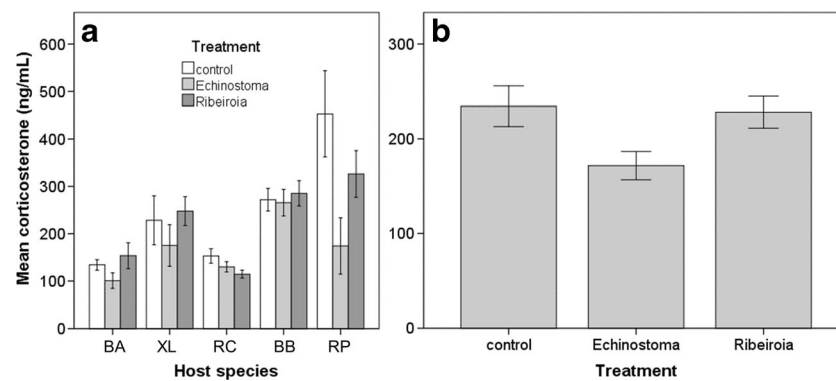 a
Treatment
control
Echinostoma
Ribeiroia
Mean corticosterone (ng/mL)
600
500
400
300
200
100
0
BA XL RC BB RP
Host species
b
300
200
100
0
control Echinostoma Ribeiroia
Treatment